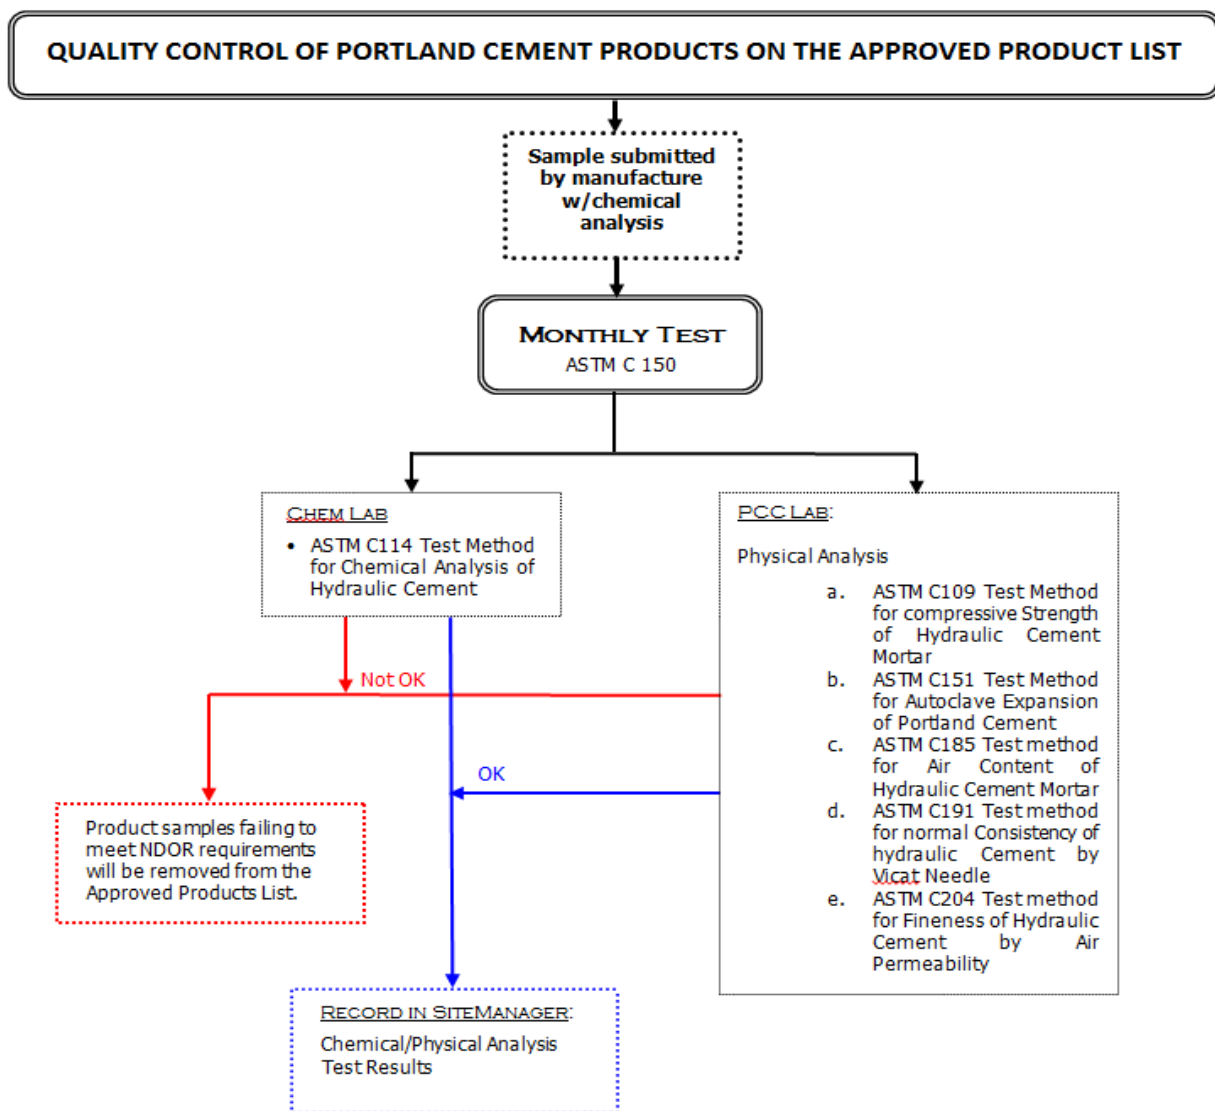 QUALITY CONTROL OF PORTLAND CEMENT PRODUCTS ON THE APPROVED PRODUCT LIST
Sample submitted
by manufacture
w/chemical
analysis
MONTHLY TEST
ASTM C 150
CHEM LAB
• ASTM C114 Test Method
for Chemical Analysis of
Hydraulic Cement
PCC LAB:
Physical Analysis
a. ASTM C109 Test Method
for compressive Strength
of Hydraulic Cement
Mortar
b. ASTM C151 Test Method
for Autoclave Expansion
of Portland Cement
c. ASTM C185 Test method
for Air Content of
Hydraulic Cement Mortar
d. ASTM C191 Test method
for normal Consistency of
hydraulic Cement by
Vicat Needle
e. ASTM C204 Test method
for Fineness of Hydraulic
Cement by Air
Permeability
Not OK
OK
Product samples failing to
meet NDOR requirements
will be removed from the
Approved Products List.
RECORD IN SITEMANAGER:
Chemical/Physical Analysis
Test Results